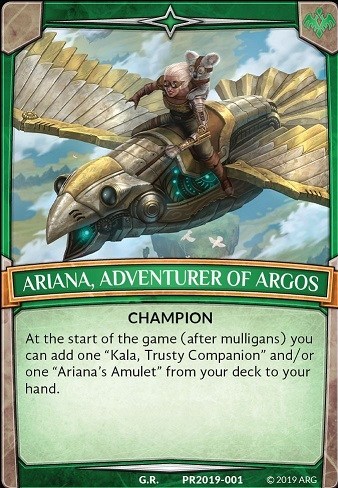 ARIANA, ADVENTURER OF ARGOS
CHAMPION
At the start of the game (after mulligans) you
can add one “Kala, Trusty Companion” and/or
one “Ariana’s Amulet” from your deck to your
hand.
G.R. PR2019-001 © 2019 ARG